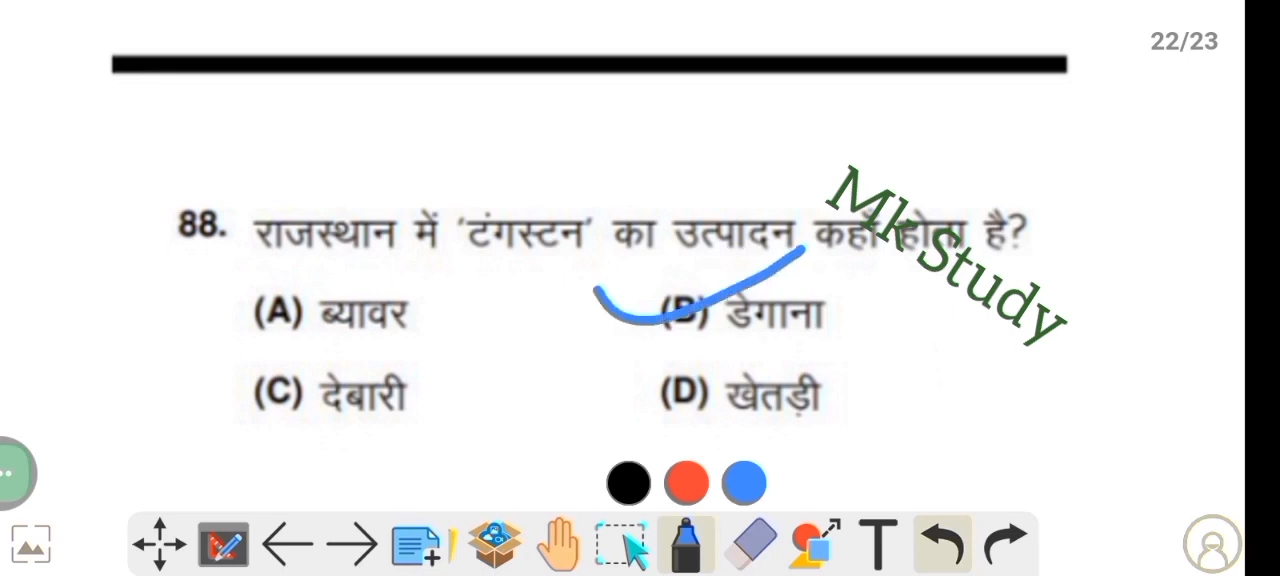 22/23
88. राजस्थान में 'टंगस्टन' का उत्पादन कहाँ होता है?
Mk Study
(A) ब्यावर
(B) डेगाना
(C) देबारी
(D) खेतड़ी